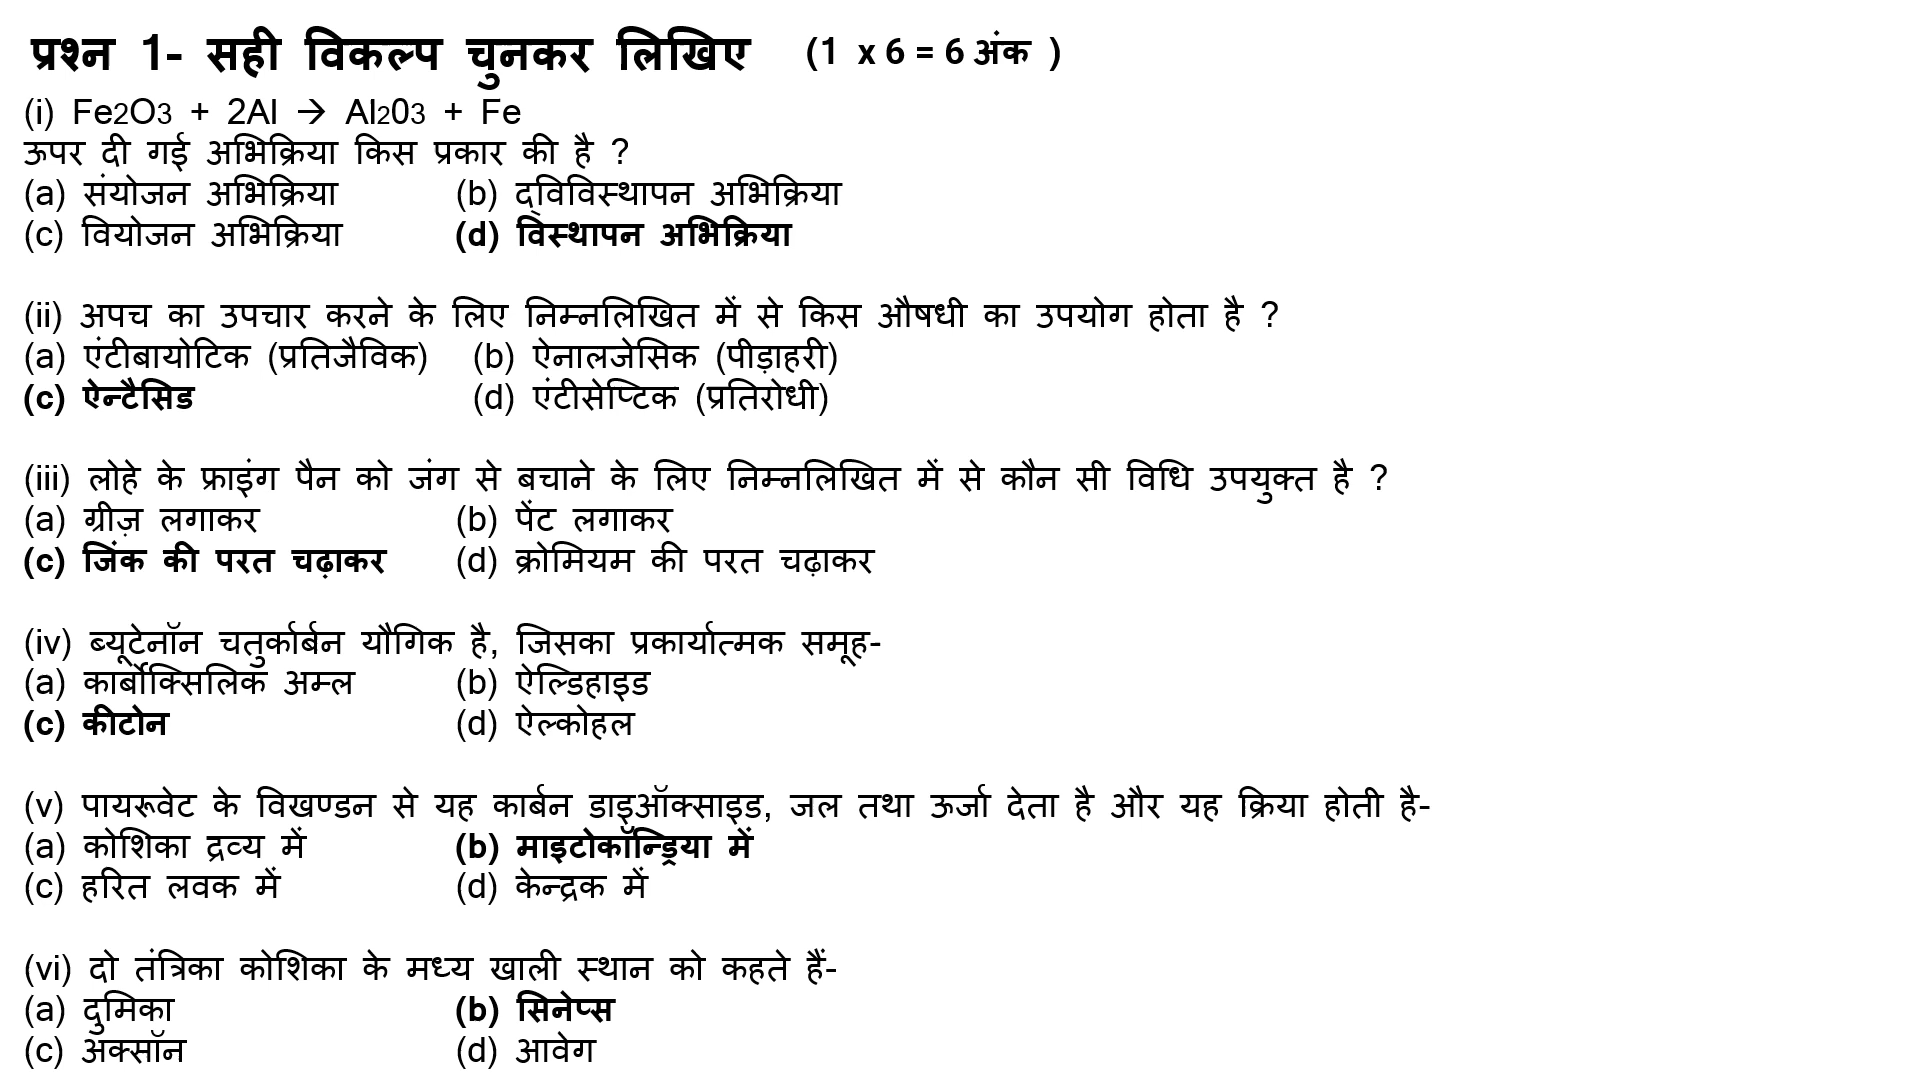 प्रश्न 1- सही विकल्प चुनकर लिखिए (1 x 6 = 6 अंक )
(i) Fe2O3 + 2Al → Al203 + Fe
ऊपर दी गई अभिक्रिया किस प्रकार की है ?
(a) संयोजन अभिक्रिया (b) द्विविस्थापन अभिक्रिया
(c) वियोजन अभिक्रिया (d) विस्थापन अभिक्रिया
(ii) अपच का उपचार करने के लिए निम्नलिखित में से किस औषधी का उपयोग होता है ?
(a) एंटीबायोटिक (प्रतिजैविक) (b) ऐनालजेसिक (पीड़ाहरी)
(c) ऐन्टैसिड (d) एंटीसेप्टिक (प्रतिरोधी)
(iii) लोहे के फ्राइंग पैन को जंग से बचाने के लिए निम्नलिखित में से कौन सी विधि उपयुक्त है ?
(a) ग्रीज़ लगाकर (b) पेंट लगाकर
(c) जिंक की परत चढ़ाकर (d) क्रोमियम की परत चढ़ाकर
(iv) ब्यूटेनॉन चतुर्कार्बन यौगिक है, जिसका प्रकार्यात्मक समूह-
(a) कार्बोक्सिलिक अम्ल (b) ऐल्डिहाइड
(c) कीटोन (d) ऐल्कोहल
(v) पायरूवेट के विखण्डन से यह कार्बन डाइऑक्साइड, जल तथा ऊर्जा देता है और यह क्रिया होती है-
(a) कोशिका द्रव्य में (b) माइटोकॉन्ड्रिया में
(c) हरित लवक में (d) केन्द्रक में
(vi) दो तंत्रिका कोशिका के मध्य खाली स्थान को कहते हैं-
(a) दुमिका (b) सिनेप्स
(c) अक्सॉन (d) आवेग